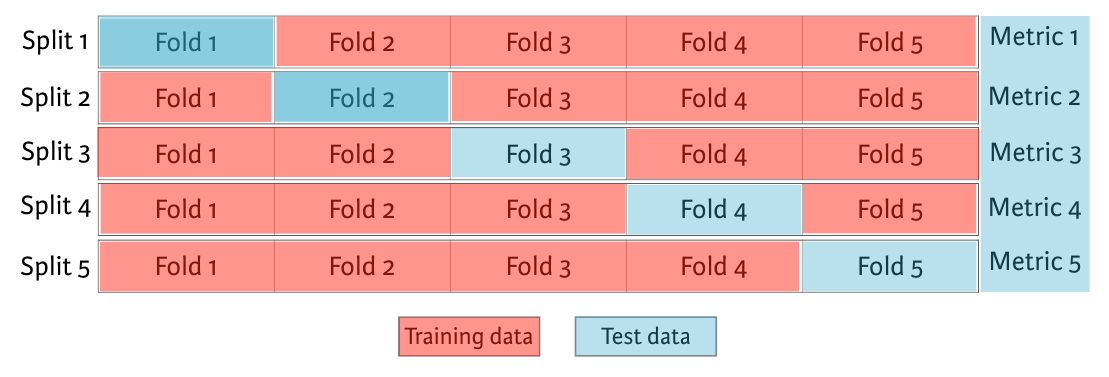 Split 1 Fold 1 Fold 2 Fold 3 Fold 4 Fold 5 Metric 1
Split 2 Fold 1 Fold 2 Fold 3 Fold 4 Fold 5 Metric 2
Split 3 Fold 1 Fold 2 Fold 3 Fold 4 Fold 5 Metric 3
Split 4 Fold 1 Fold 2 Fold 3 Fold 4 Fold 5 Metric 4
Split 5 Fold 1 Fold 2 Fold 3 Fold 4 Fold 5 Metric 5
Training data Test data